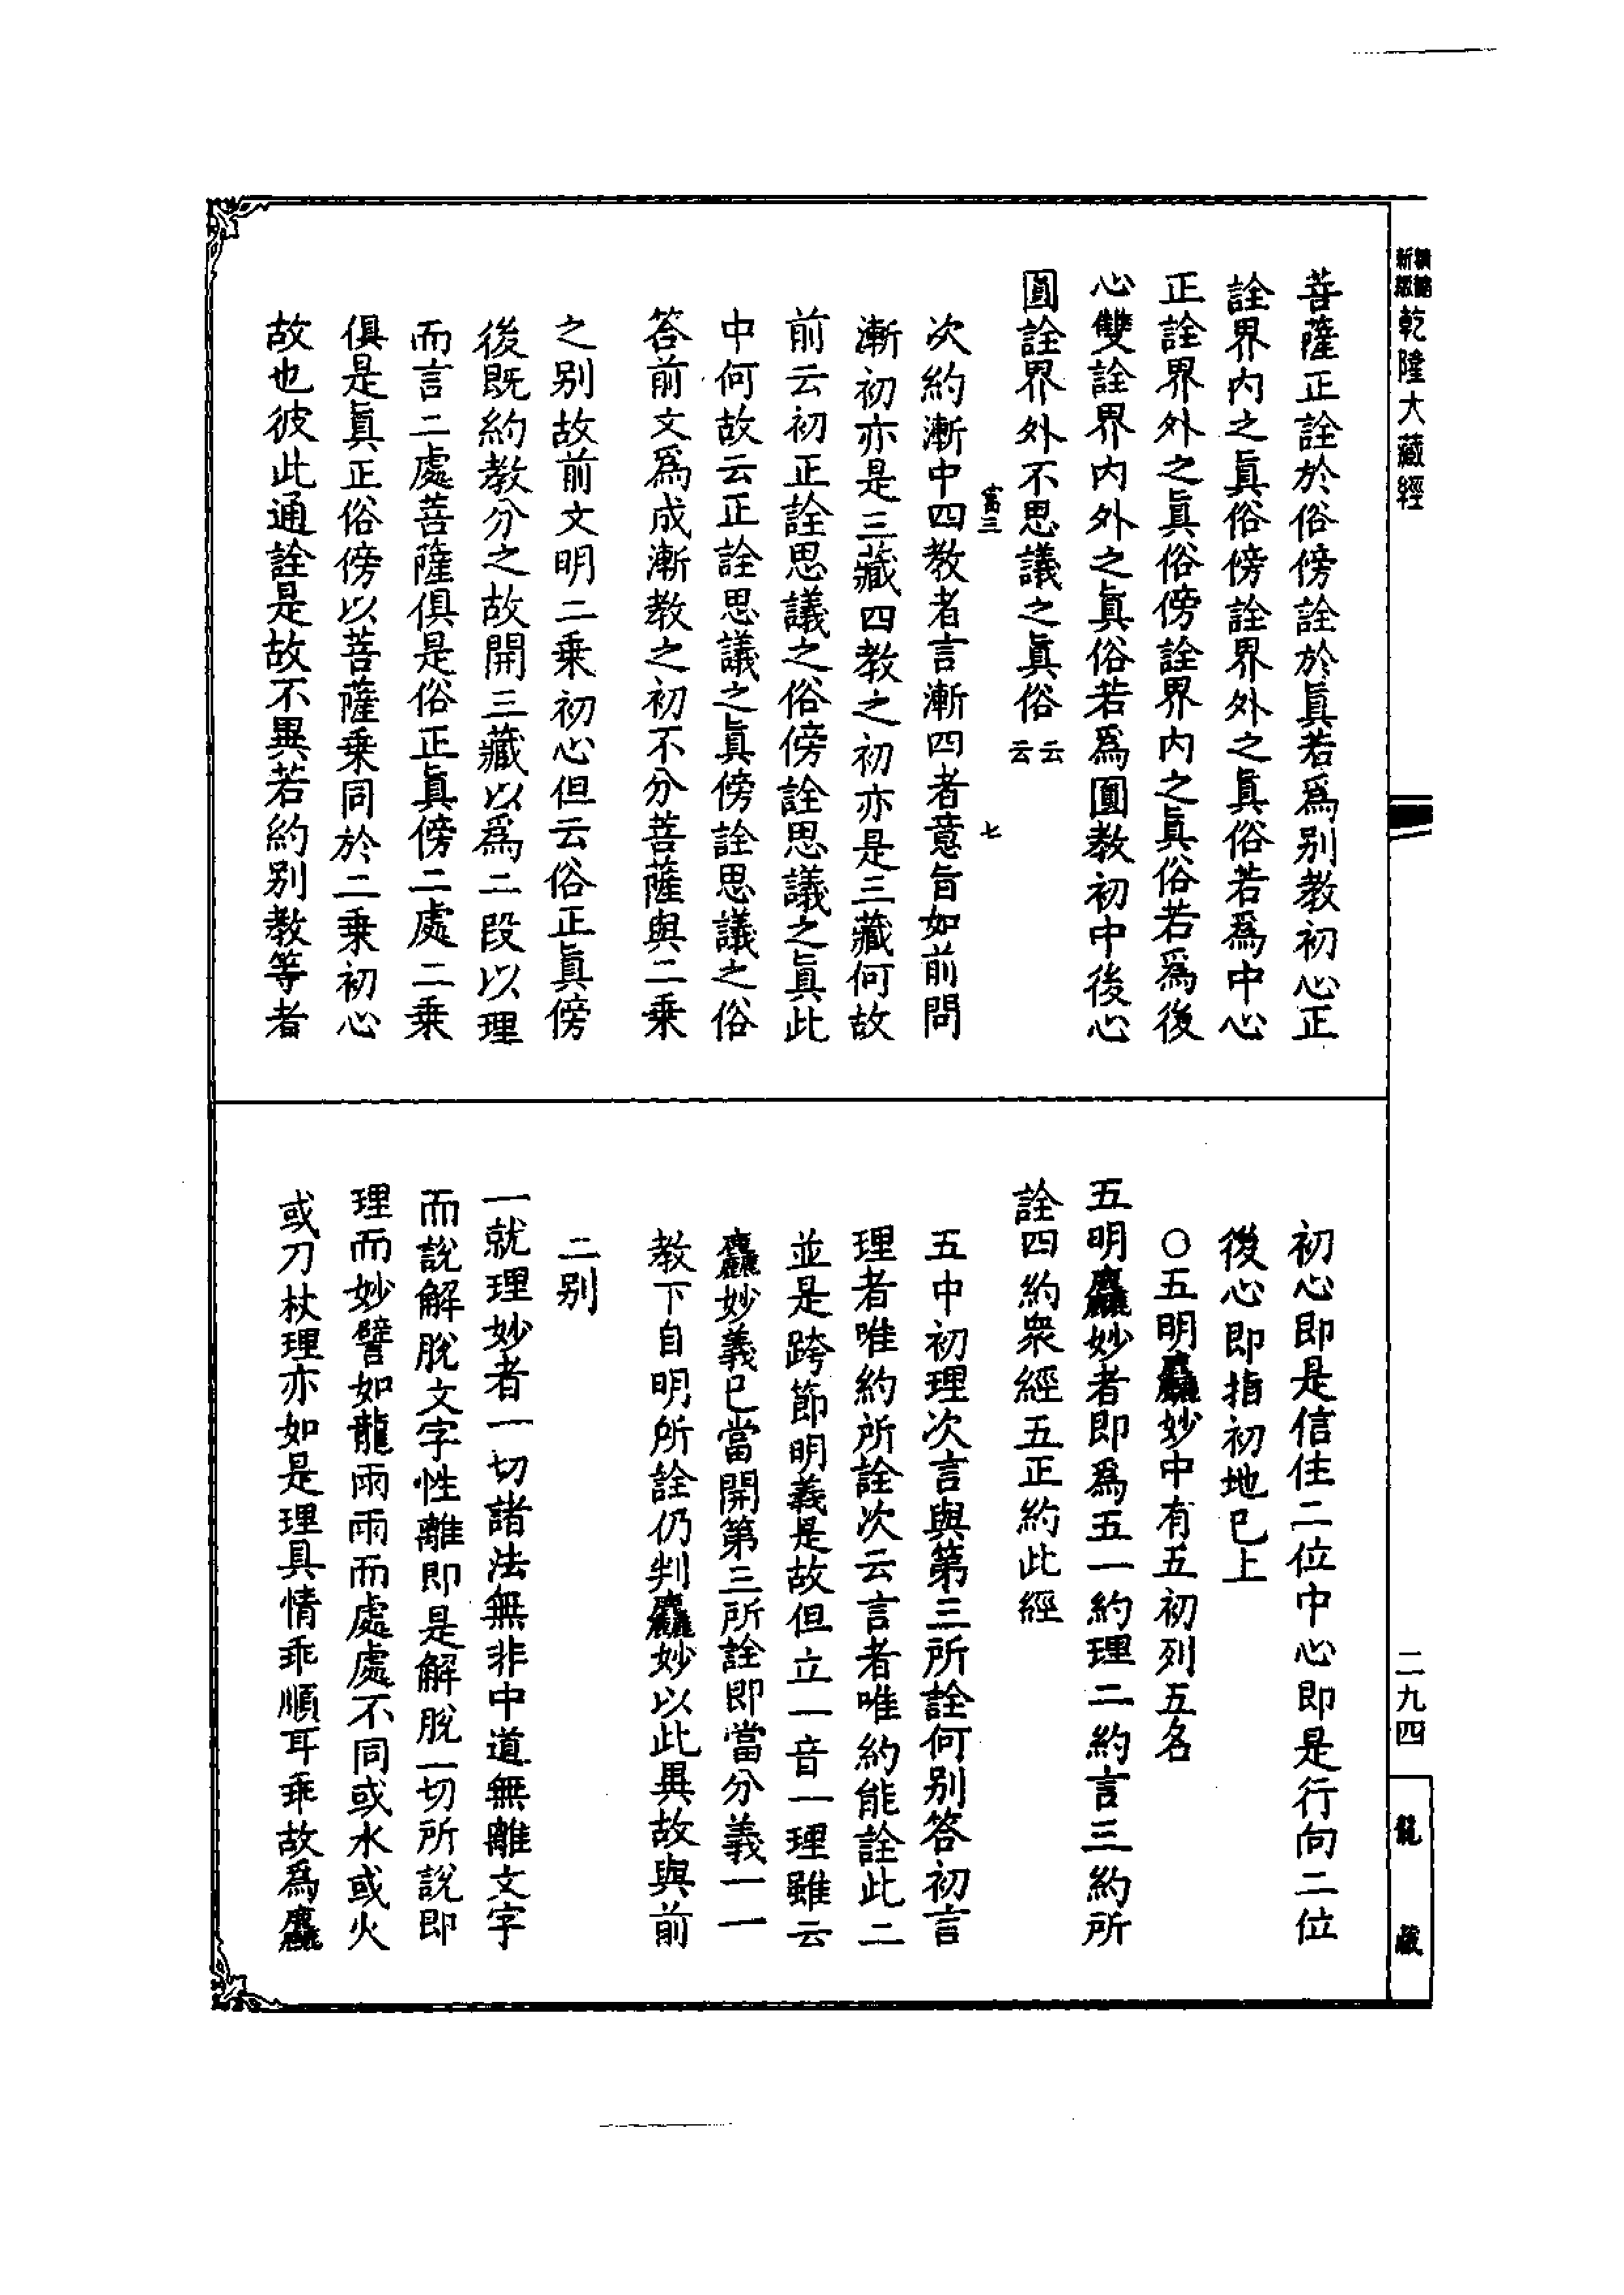 新編縮本乾隆大藏經
菩薩正詮於俗傍詮於眞若爲別教初心正
詮界內之眞俗傍詮界外之眞俗若爲中心
正詮界外之眞俗傍詮界內之眞俗若爲後
心雙詮界內外之眞俗若爲圓教初中後心
圓詮界外不思議之眞俗云云
富三 七
次約漸中四教者言漸四者意旨如前問
漸初亦是三藏四教之初亦是三藏何故
前云初正詮思議之俗傍詮思議之眞此
中何故云正詮思議之眞傍詮思議之俗
答前文爲成漸教之初不分菩薩與二乘
之別故前文明二乘初心但云俗正眞傍
後既約教分之故開三藏以爲二段以理
而言二處菩薩俱是俗正眞傍二處二乘
俱是眞正俗傍以菩薩乘同於二乘初心
故也彼此通詮是故不異若約別教等者
初心即是信住二位中心即是行向二位
後心即指初地已上
○五明麤妙中有五初列五名
五明麤妙者即爲五一約理二約言三約所
詮四約衆經五正約此經
五中初理次言與第三所詮何別答初言
理者唯約所詮次云言者唯約能詮此二
並是跨節明義是故但立一音一理雖云
麤妙義已當開第三所詮即當分義一一
教下自明所詮仍判麤妙以此異故與前
二別
一就理妙者一切諸法無非中道無離文字
而說解脫文字性離即是解脫一切所說即
理而妙譬如龍雨雨而處處不同或水或火
或刀杖理亦如是理具情乖順耳乖故爲麤
二九四
龍藏